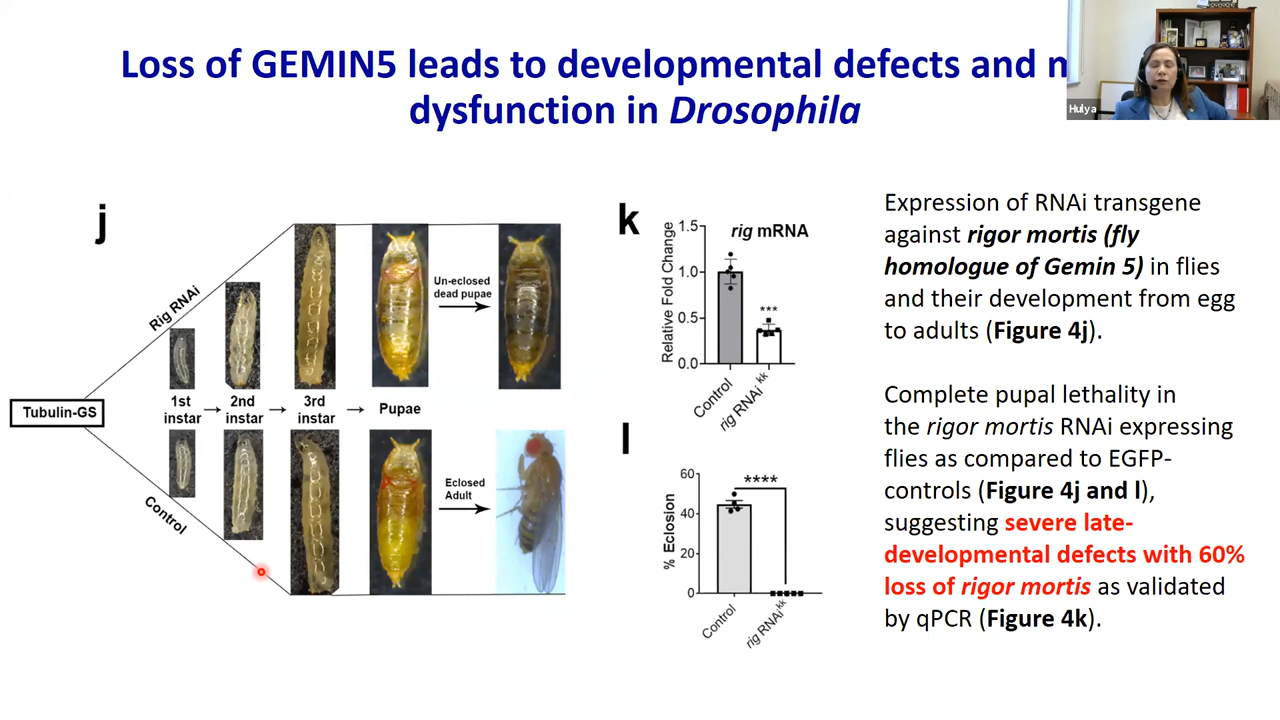 Loss of GEMIN5 leads to developmental defects and
dysfunction in Drosophila
Hulya
j
Rig RNAi
Tubulin-GS
Control
1st
instar
2nd
instar
3rd
instar
Pupae
Un-eclosed
dead pupae
Eclosed
Adult
k
rig mRNA
Relative Fold Change
1.5
1.0
0.5
0.0
***
Control
rig RNAi kk
l
% Eclosion
60
40
20
0
****
Control
rig RNAi kk
Expression of RNAi transgene
against rigor mortis (fly
homologue of Gemin 5) in flies
and their development from egg
to adults (Figure 4j).
Complete pupal lethality in
the rigor mortis RNAi expressing
flies as compared to EGFP-
controls (Figure 4j and l),
suggesting severe late-
developmental defects with 60%
loss of rigor mortis as validated
by qPCR (Figure 4k).